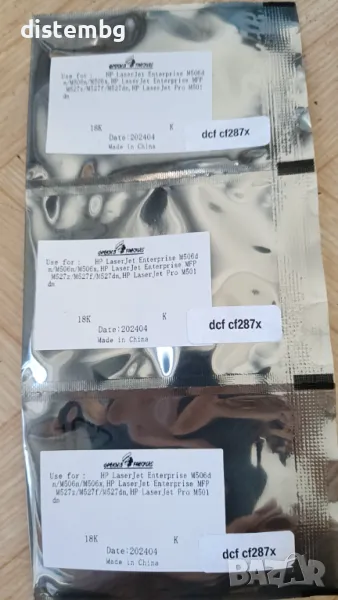 distembg
Use for : HP LaserJet Enterprise M506d
n/M506n/M506x,HP LaserJet Enterprise MFP
M527z/M527f/M527dn,HP LaserJet Pro M501
dn
18K K
Date:202404
Made in China
dcf cf287x
Use for : HP LaserJet Enterprise M506d
n/M506n/M506x,HP LaserJet Enterprise MFP
M527z/M527f/M527dn,HP LaserJet Pro M501
dn
18K K
Date:202404
Made in China
dcf cf287x
Use for : HP LaserJet Enterprise M506d
n/M506n/M506x,HP LaserJet Enterprise MFP
M527z/M527f/M527dn,HP LaserJet Pro M501
dn
18K K
Date:202404
Made in China
dcf cf287x
BAZAR